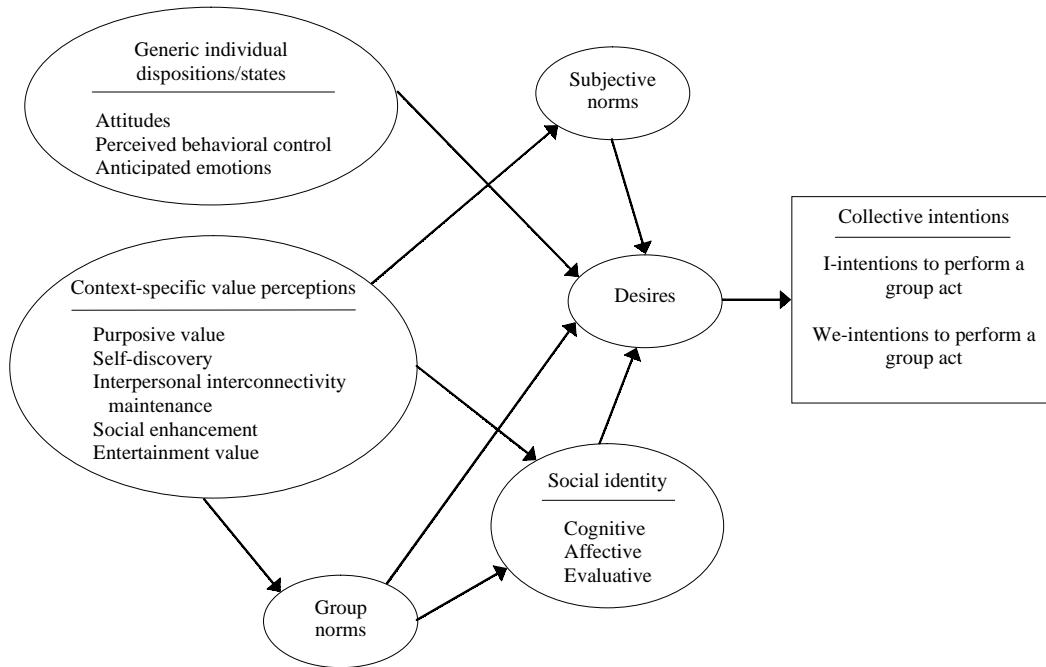 Generic individual
dispositions/states
Attitudes
Perceived behavioral control
Anticipated emotions
Subjective
norms
Context-specific value perceptions
Purposive value
Self-discovery
Interpersonal interconnectivity
maintenance
Social enhancement
Entertainment value
Desires
Collective intentions
I-intentions to perform a
group act
We-intentions to perform a
group act
Social identity
Cognitive
Affective
Evaluative
Group
norms